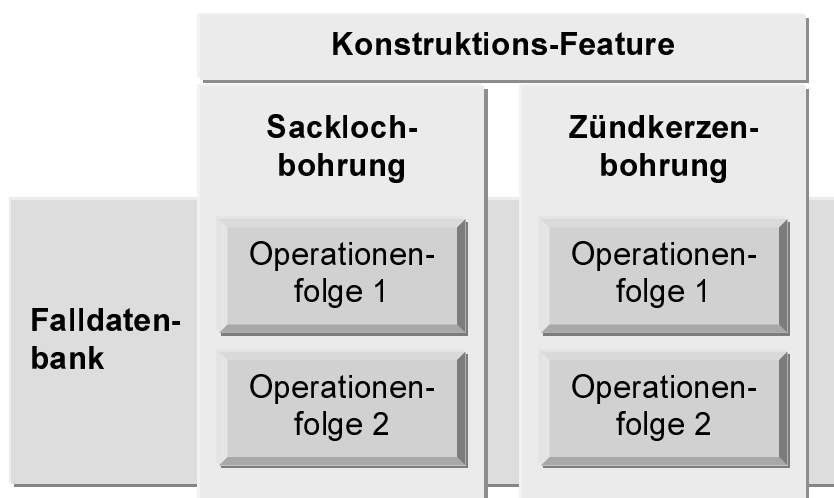 Konstruktions-Feature
Sackloch-
bohrung
Zündkerzen-
bohrung
Falldaten-
bank
Operationen-
folge 1
Operationen-
folge 1
Operationen-
folge 2
Operationen-
folge 2